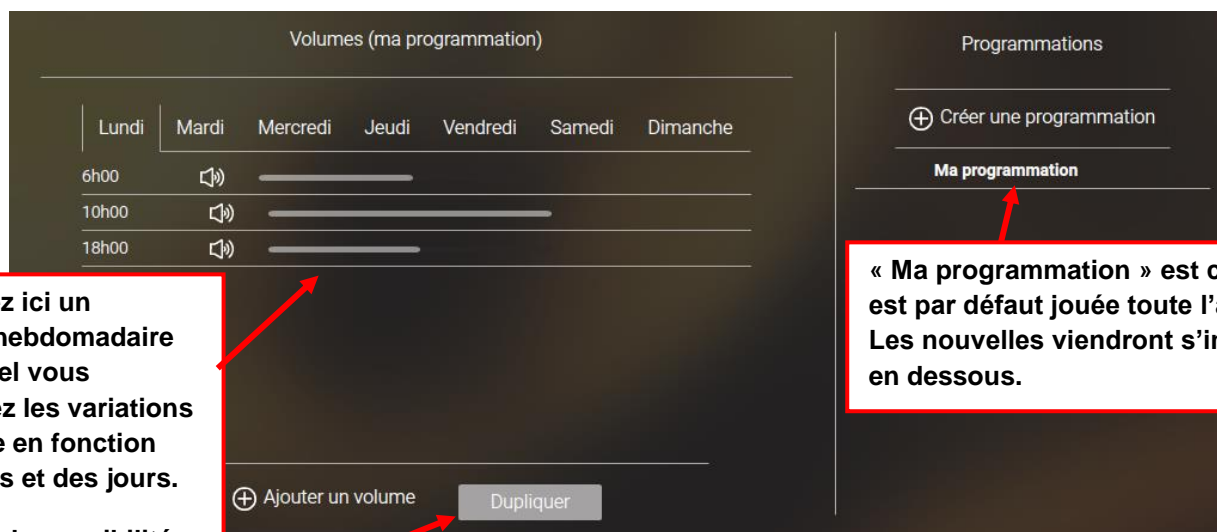 Volumes (ma programmation)
Lundi Mardi Mercredi Jeudi Vendredi Samedi Dimanche
6h00
10h00
18h00
Ajouter un volume
Dupliquer
Programmations
Créer une programmation
Ma programmation
ici un
hebdomadaire
vous
les variations
en fonction
et des jours.
« Ma programmation » est
est par défaut jouée toute
Les nouvelles viendront
en dessous.